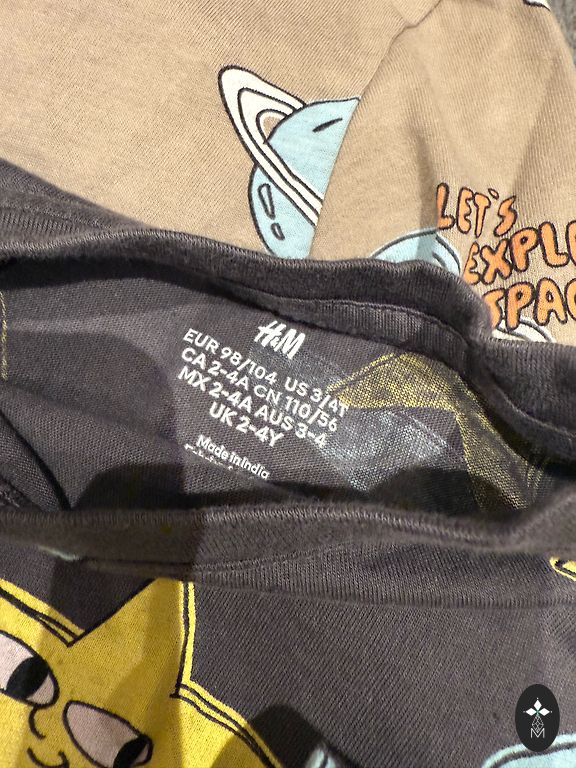 LET'S
EXPL
SPAC
H&M
EUR 98/104 US 3/4T
CA 2-4A CN 110/56
MX 2-4A AUS 3-4
UK 2-4Y
Made in India